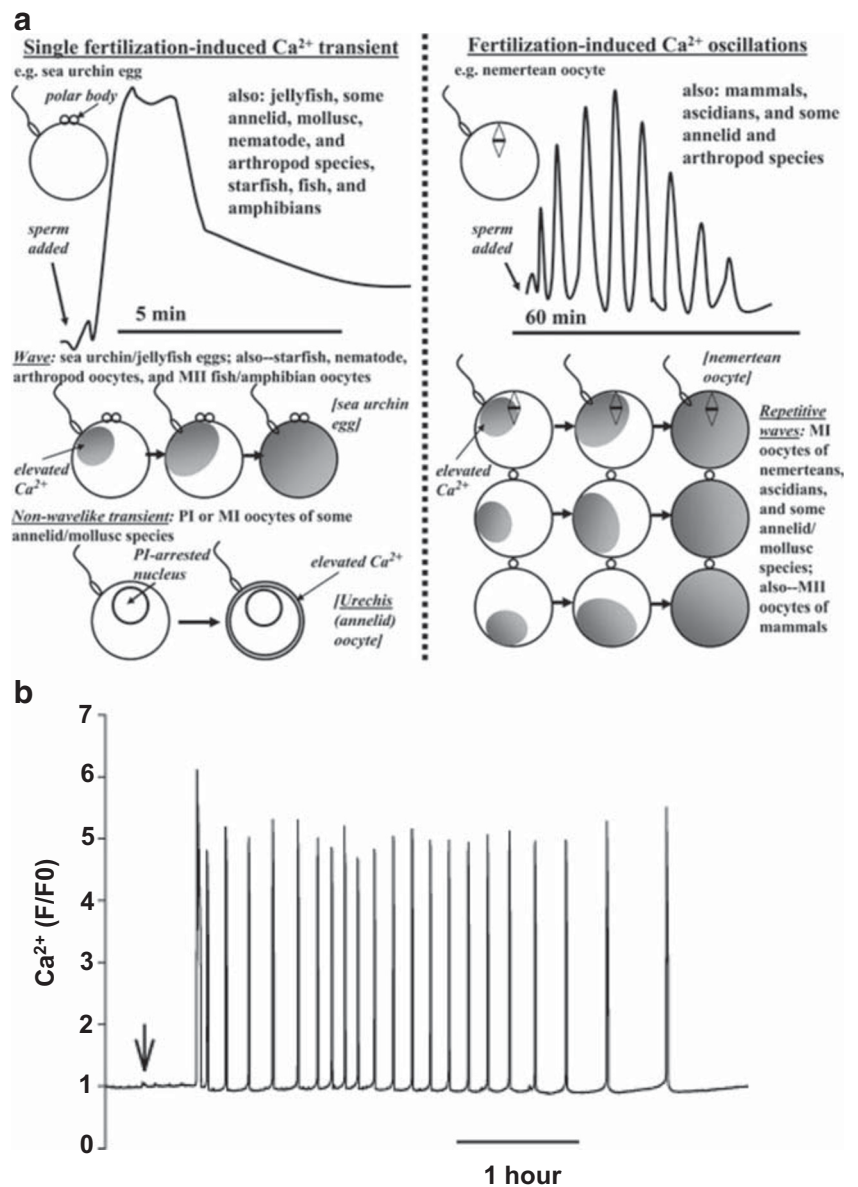 a
Single fertilization-induced Ca²⁺ transient
e.g. sea urchin egg
polar body
also: jellyfish, some
annelid, mollusc,
nematode, and
arthropod species,
starfish, fish, and
amphibians
sperm
added
5 min
Wave: sea urchin/jellyfish eggs; also--starfish, nematode,
arthropod oocytes, and MII fish/amphibian oocytes
[sea urchin
egg]
elevated
Ca²⁺
Non-wavelike transient: PI or MI oocytes of some
annelid/mollusc species
PI-arrested
nucleus
elevated Ca²⁺
[Urechis
(annelid)
oocyte]
Fertilization-induced Ca²⁺ oscillations
e.g. nemertean oocyte
also: mammals,
ascidians, and some
annelid and
arthropod species
sperm
added
60 min
[nemertean
oocyte]
elevated
Ca²⁺
Repetitive
waves: MI
oocytes of
nemerteans,
ascidians,
and some
annelid/
mollusc
species;
also--MII
oocytes of
mammals
b
7
6
5
4
3
2
1
0
Ca²⁺ (F/F0)
1 hour